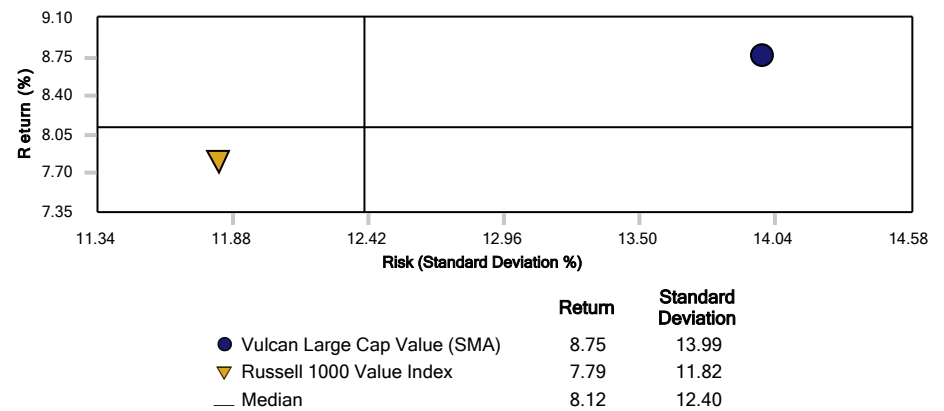 9.10
8.75
8.40
8.05
7.70
7.35
Return (%)
11.34 11.88 12.42 12.96 13.50 14.04 14.58
Risk (Standard Deviation %)
Return Standard Deviation
Vulcan Large Cap Value (SMA) 8.75 13.99
Russell 1000 Value Index 7.79 11.82
Median 8.12 12.40